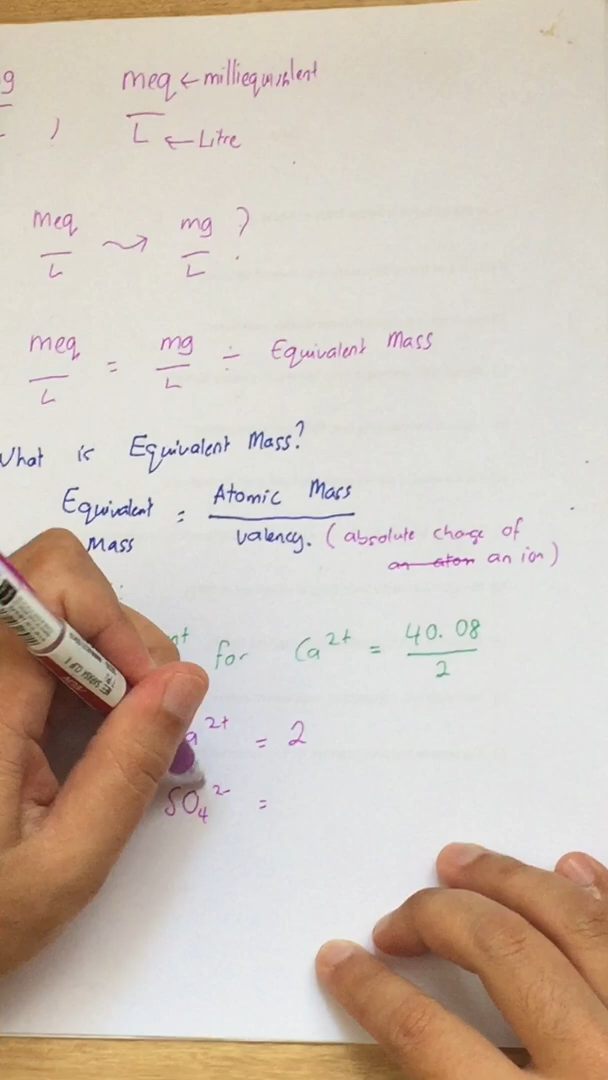 meq ← milliequivalent
, L ← Litre
meq → mg ?
L L
meq = mg ÷ Equivalent Mass
L L
What is Equivalent Mass?
Equivalent = Atomic Mass
Mass valency. (absolute charge of
an atom an ion)
for Ca²⁺ = 40.08
2
²⁺ = 2
SO₄²⁻ =